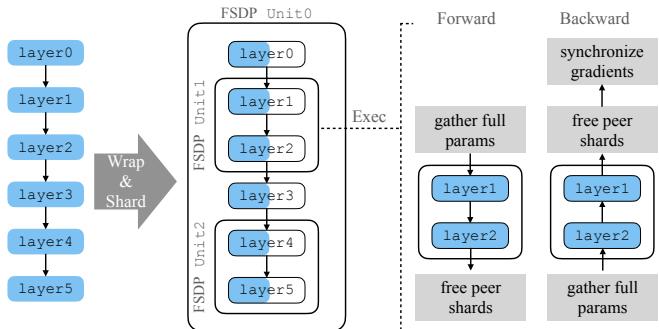 layer0
layer1
layer2
layer3
layer4
layer5
Wrap
&
Shard
FSDP Unit0
layer0
FSDP Unit1
layer1
layer2
layer3
FSDP Unit2
layer4
layer5
Exec
Forward
gather full
params
layer1
layer2
free peer
shards
Backward
synchronize
gradients
free peer
shards
layer1
layer2
gather full
params